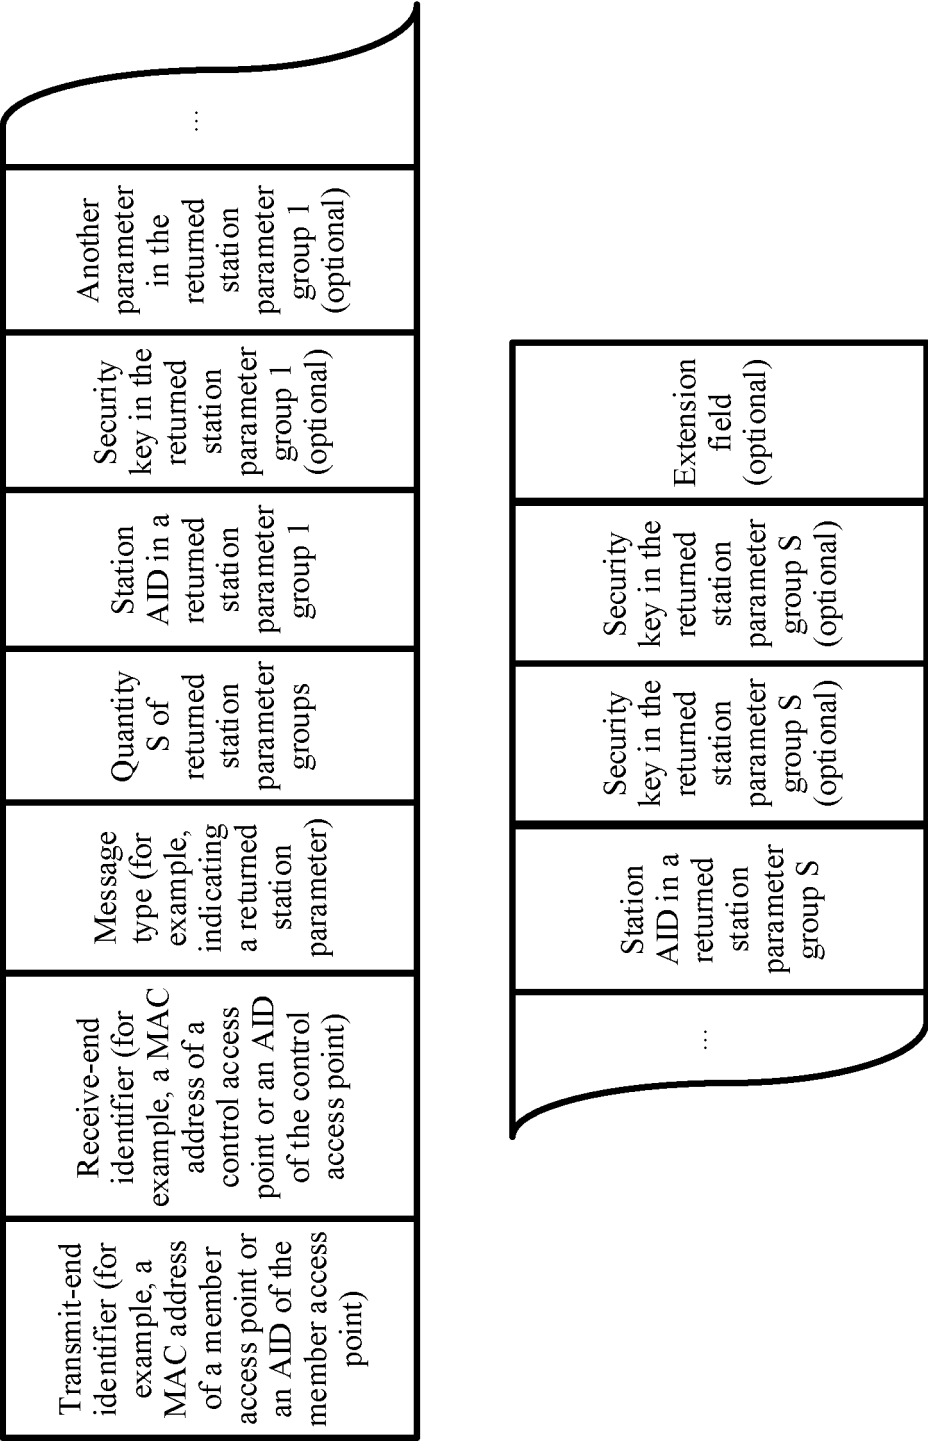 Transmit-end
identifier (for
example, a
MAC address
of a member
access point or
an AID of the
member access
point)
Receive-end
identifier (for
example, a MAC
address of a
control access
point or an AID
of the control
access point)
Message
type (for
example,
indicating
a returned
station
parameter)
Quantity
S of
returned
station
parameter
groups
Station
AID in a
returned
station
parameter
group 1
Security
key in the
returned
station
parameter
group 1
(optional)
Another
parameter
in the
returned
station
parameter
group 1
(optional)
...
...
Station
AID in a
returned
station
parameter
group S
Security
key in the
returned
station
parameter
group S
(optional)
Security
key in the
returned
station
parameter
group S
(optional)
Extension
field
(optional)